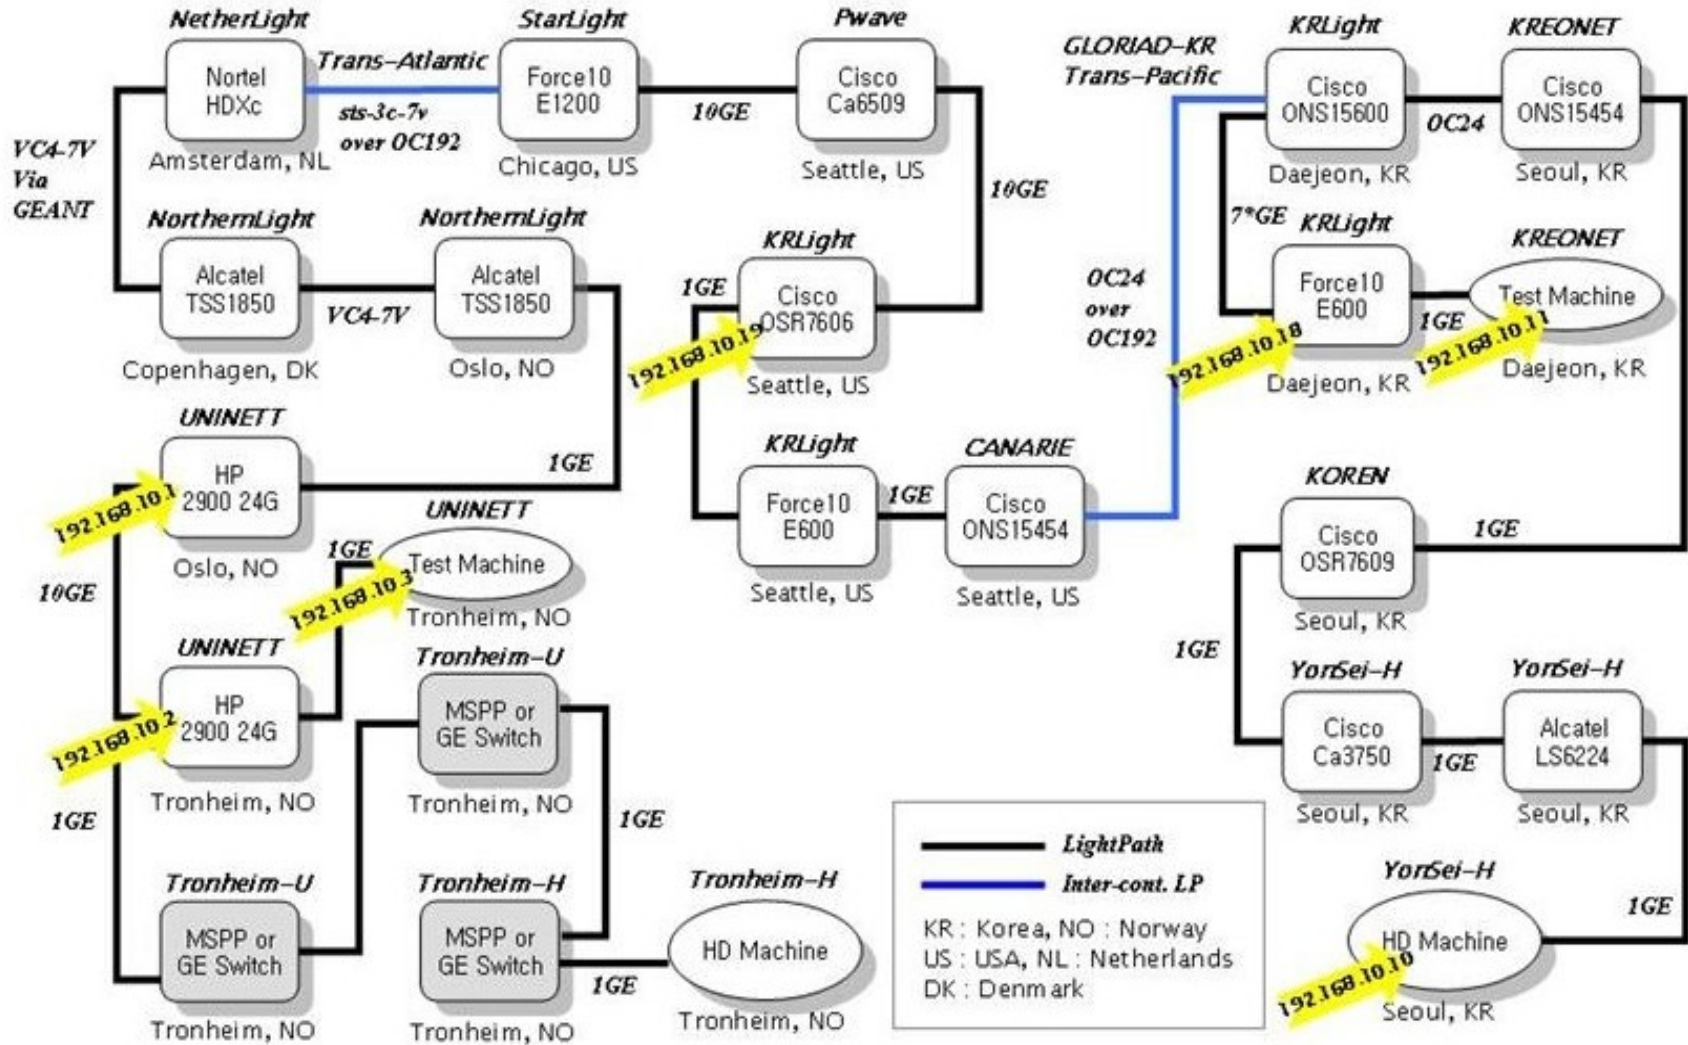 NetherLight
Nortel
HDXc
Amsterdam, NL
Trans-Atlantic
sts-3c-7v
over OC192
StarLight
Force10
E1200
Chicago, US
10GE
Pwave
Cisco
Ca6509
Seattle, US
10GE
GLORIAD-KR
Trans-Pacific
KRLight
Cisco
ONS15600
Daejeon, KR
OC24
KREONET
Cisco
ONS15454
Seoul, KR
VC4-7V
Via
GEANT
NorthernLight
Alcatel
TSS1850
Copenhagen, DK
VC4-7V
NorthernLight
Alcatel
TSS1850
Oslo, NO
KRLight
1GE
Cisco
OSR7606
192.168.10.19
Seattle, US
OC24
over
OC192
7*GE
KRLight
Force10
E600
192.168.10.18
Daejeon, KR
1GE
KREONET
Test Machine
192.168.10.11
Daejeon, KR
UNINETT
HP
2900 24G
192.168.10.1
Oslo, NO
1GE
10GE
UNINETT
1GE
Test Machine
192.168.10.3
Tronheim, NO
KRLight
Force10
E600
Seattle, US
1GE
CANARIE
Cisco
ONS15454
Seattle, US
KOREN
Cisco
OSR7609
Seoul, KR
1GE
1GE
UNINETT
HP
2900 24G
192.168.10.2
Tronheim, NO
1GE
Tronheim-U
MSPP or
GE Switch
Tronheim, NO
1GE
YonSei-H
Cisco
Ca3750
Seoul, KR
1GE
YonSei-H
Alcatel
LS6224
Seoul, KR
1GE
Tronheim-U
MSPP or
GE Switch
Tronheim, NO
Tronheim-H
MSPP or
GE Switch
Tronheim, NO
1GE
Tronheim-H
HD Machine
Tronheim, NO
LightPath
Inter-cont. LP
KR : Korea, NO : Norway
US : USA, NL : Netherlands
DK : Denmark
YonSei-H
HD Machine
192.168.10.10
Seoul, KR